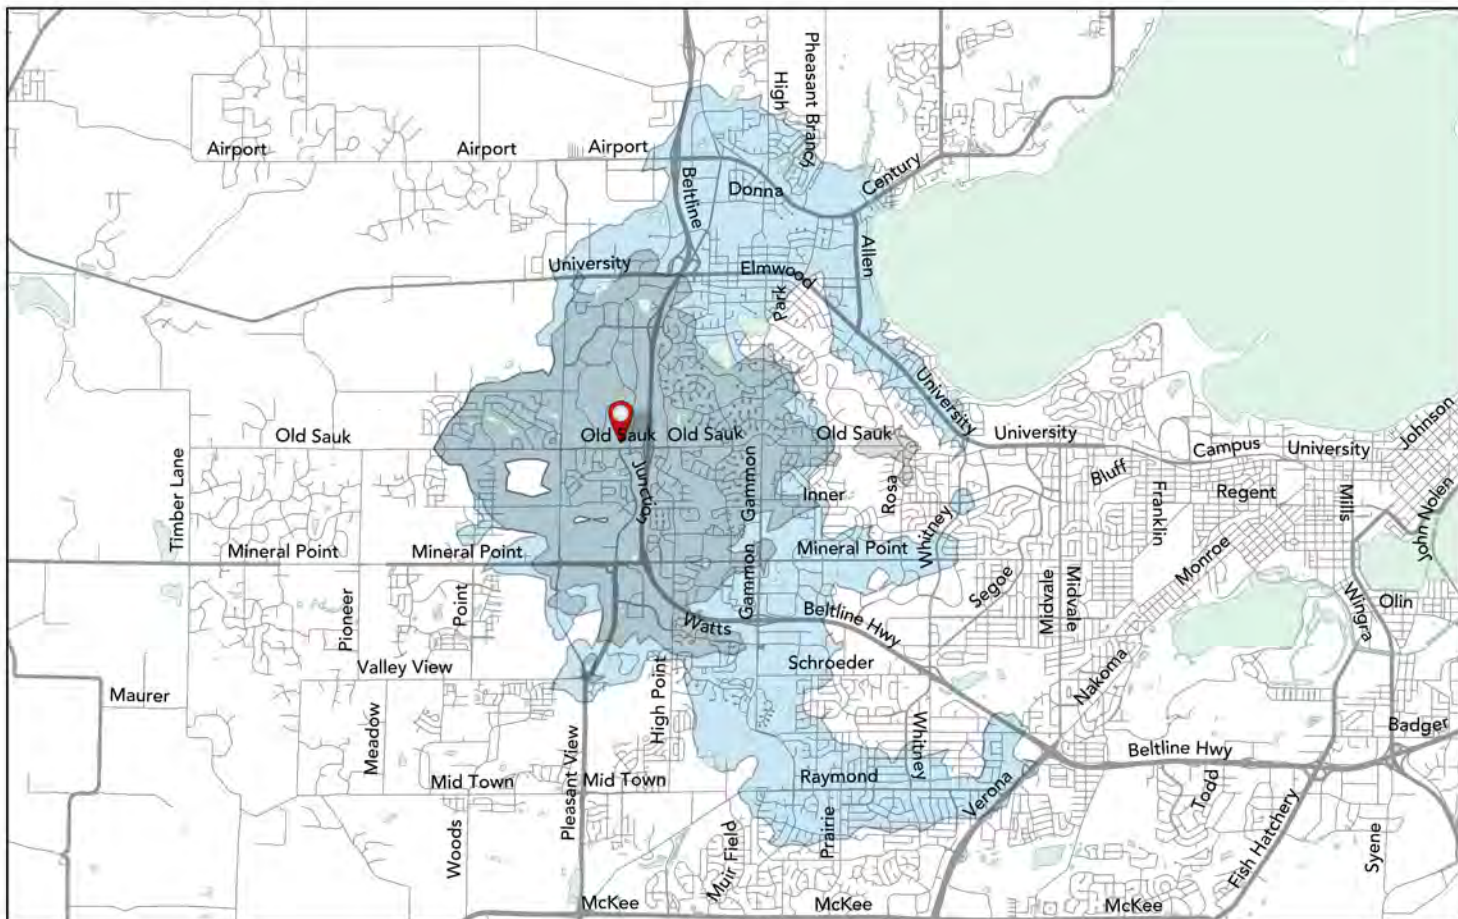 Pheasant Branch
High
Airport
Airport
Airport
Century
Donna
Beltline
Allen
University
Elmwood
Park
University
Old Sauk
Old Sauk
Old Sauk
Old Sauk
University
Campus
University
Johnson
Bluff
Junction
Gammon
Inner
Rosa
Franklin
Regent
Mills
John Nolen
Timber Lane
Whitney
Mineral Point
Mineral Point
Mineral Point
Monroe
Segoe
Midvale
Midvale
Pioneer
Point
Gammon
Watts
Beltline Hwy
Wingra
Olin
Valley View
Schroeder
Nakoma
Maurer
High Point
Meadow
Whitney
Badger
Beltline Hwy
Pleasant View
Mid Town
Mid Town
Raymond
Verona
Todd
Woods
Muir Field
Prairie
Fish Hatchery
Syene
McKee
McKee
McKee